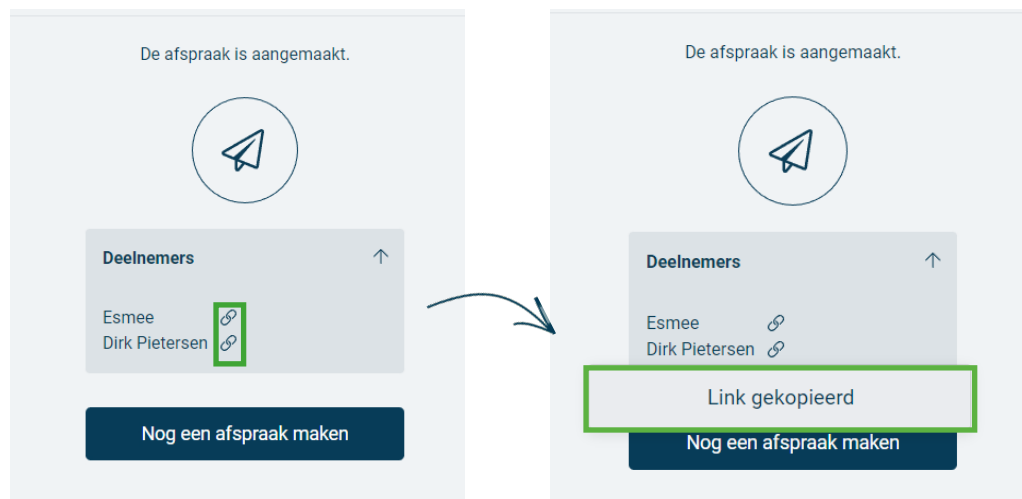 De afspraak is aangemaakt.
Deelnemers
Esmee
Dirk Pietersen
Nog een afspraak maken
De afspraak is aangemaakt.
Deelnemers
Esmee
Dirk Pietersen
Link gekopieerd
Nog een afspraak maken